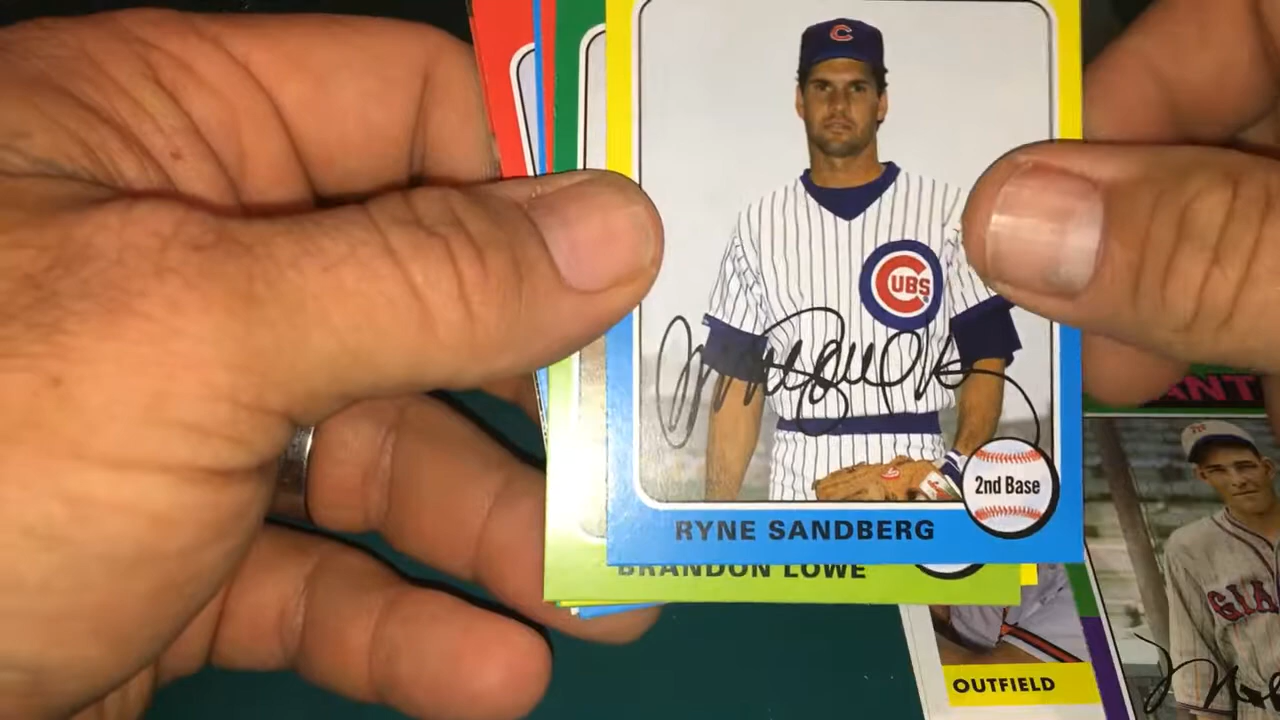 C
CUBS
2nd Base
RYNE SANDBERG
BRANDON LOWE
ANT
GIA
OUTFIELD